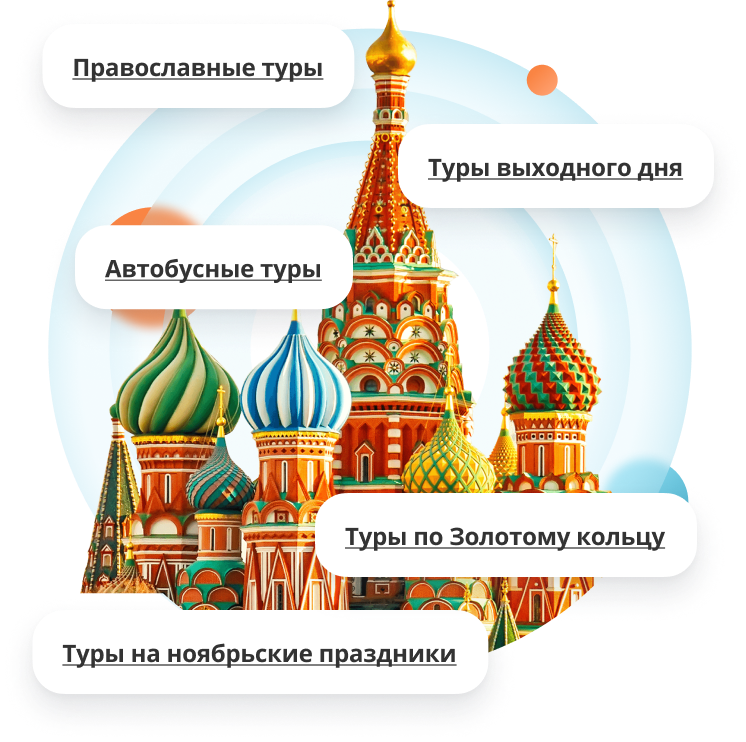 Православные туры
Туры выходного дня
Автобусные туры
Туры по Золотому кольцу
Туры на ноябрьские праздники